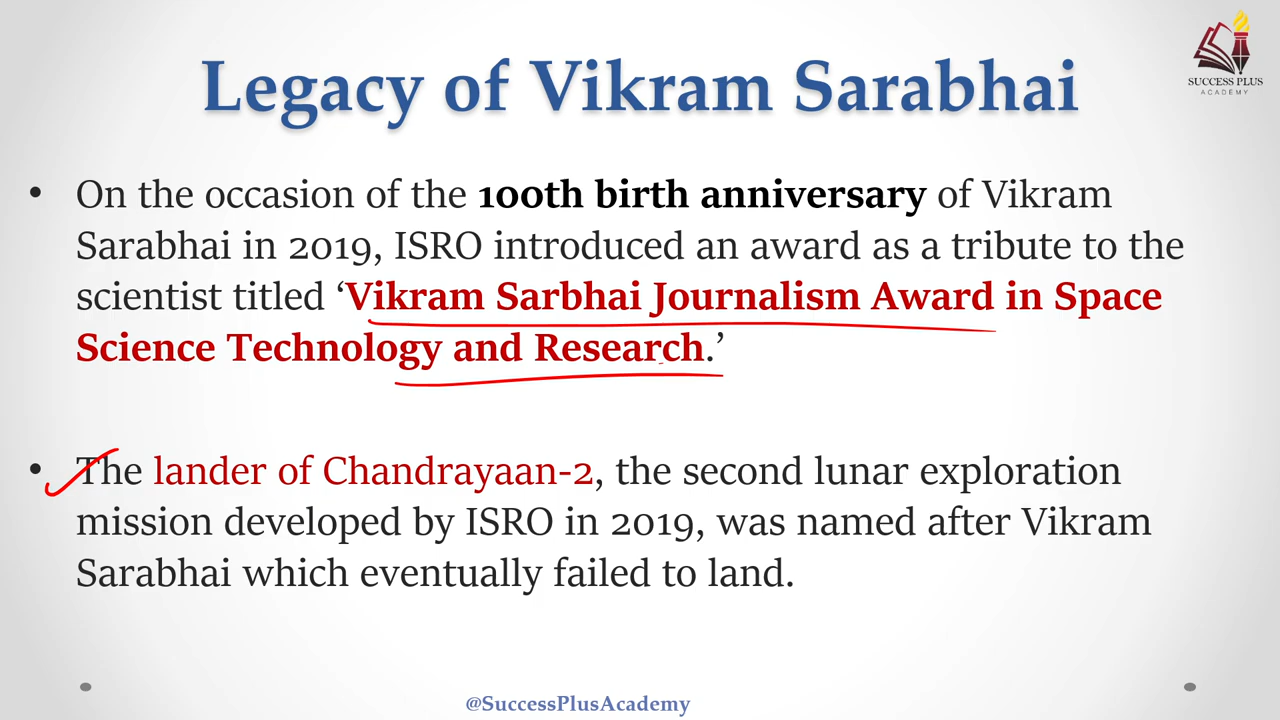 SUCCESS PLUS
ACADEMY
Legacy of Vikram Sarabhai
• On the occasion of the 100th birth anniversary of Vikram
Sarabhai in 2019, ISRO introduced an award as a tribute to the
scientist titled ‘Vikram Sarbhai Journalism Award in Space
Science Technology and Research.’
• The lander of Chandrayaan-2, the second lunar exploration
mission developed by ISRO in 2019, was named after Vikram
Sarabhai which eventually failed to land.
@SuccessPlusAcademy